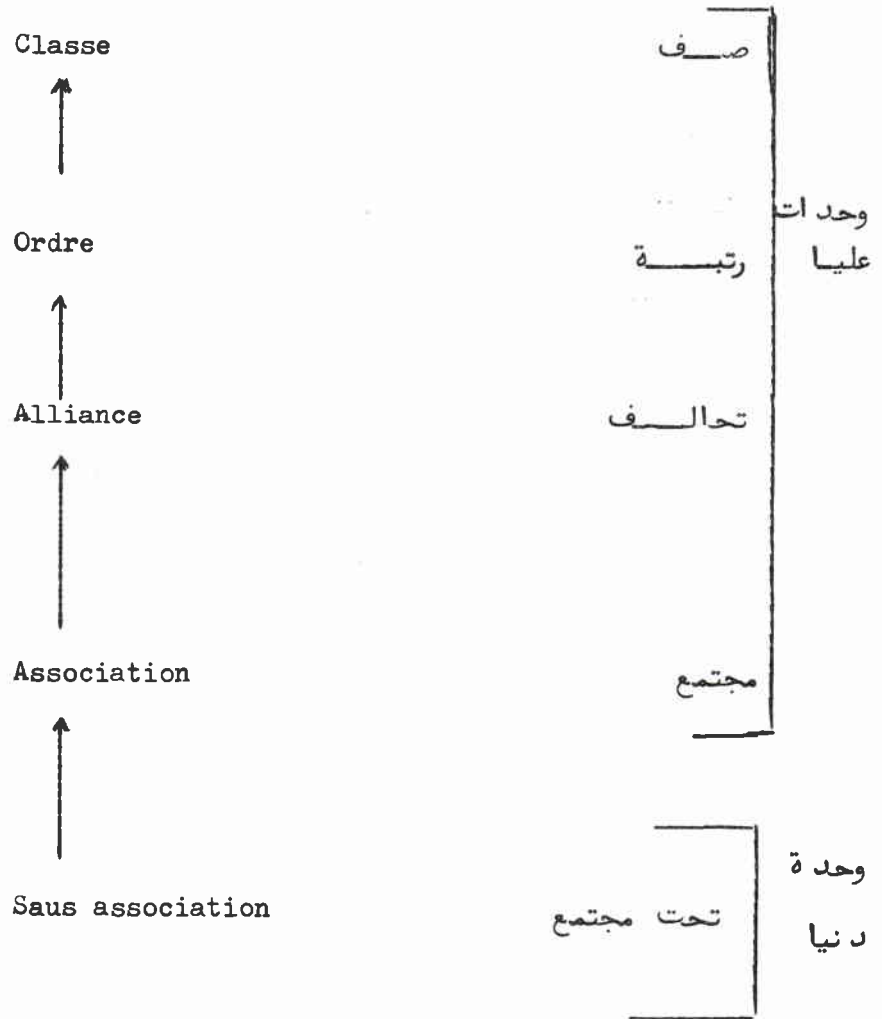 Classe
صف
وحدات
Ordre
رتبة
عليا
Alliance
تحالف
Association
مجتمع
وحدة
Saus association
تحت مجتمع
دنيا